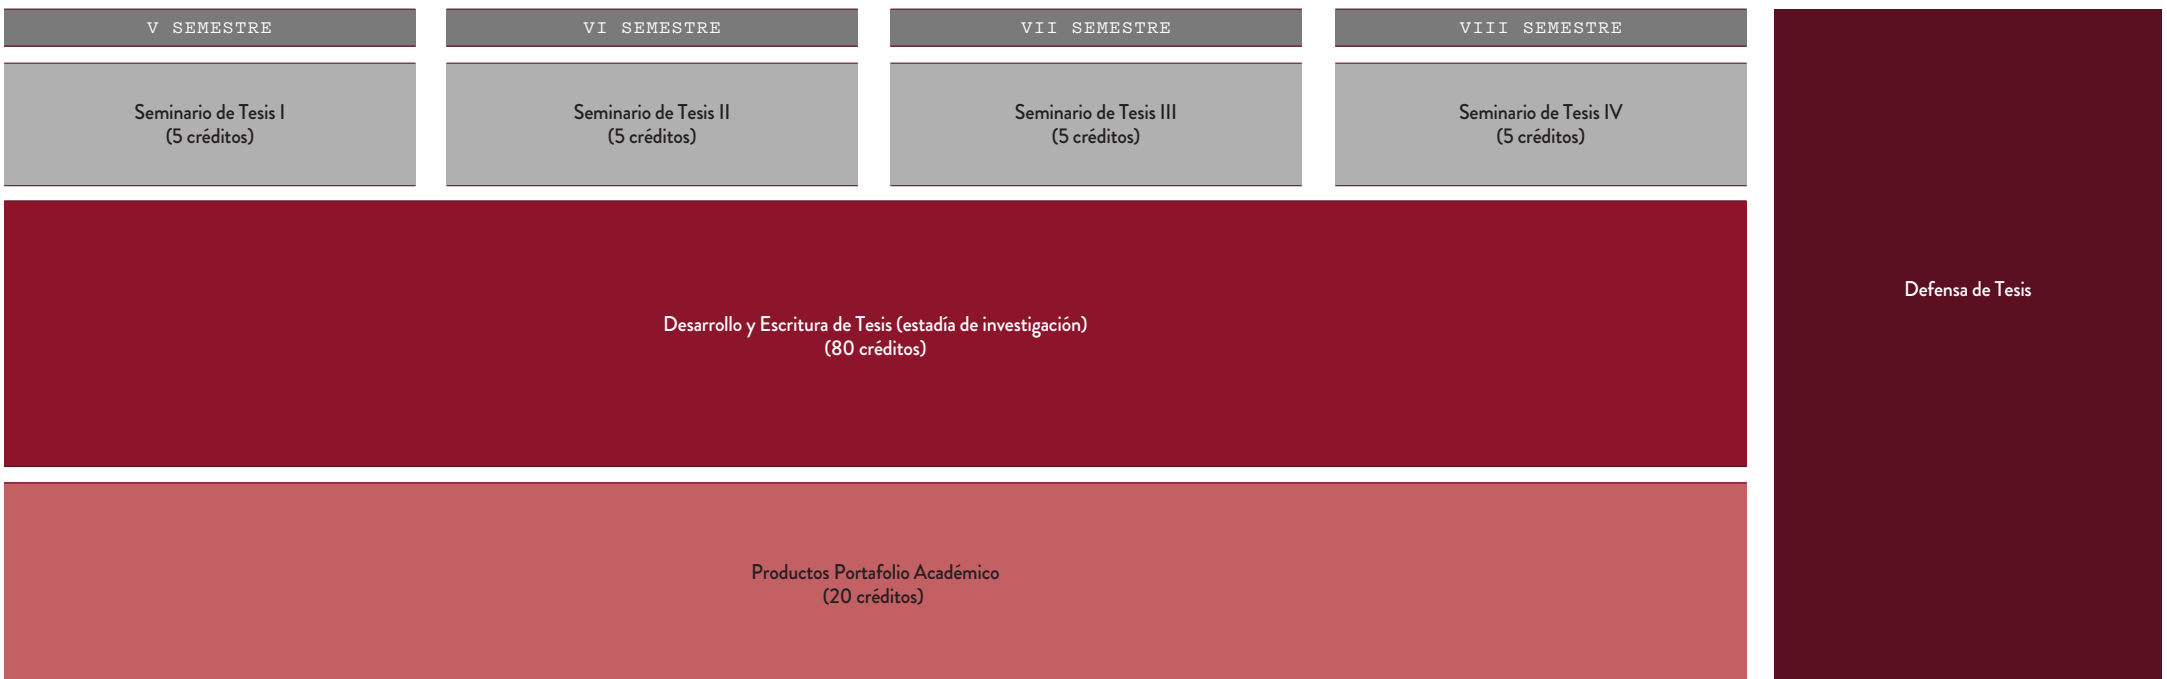 V SEMESTRE
VI SEMESTRE
VII SEMESTRE
VIII SEMESTRE
Seminario de Tesis I
(5 créditos)
Seminario de Tesis II
(5 créditos)
Seminario de Tesis III
(5 créditos)
Seminario de Tesis IV
(5 créditos)
Desarrollo y Escritura de Tesis (estadía de investigación)
(80 créditos)
Productos Portafolio Académico
(20 créditos)
Defensa de Tesis